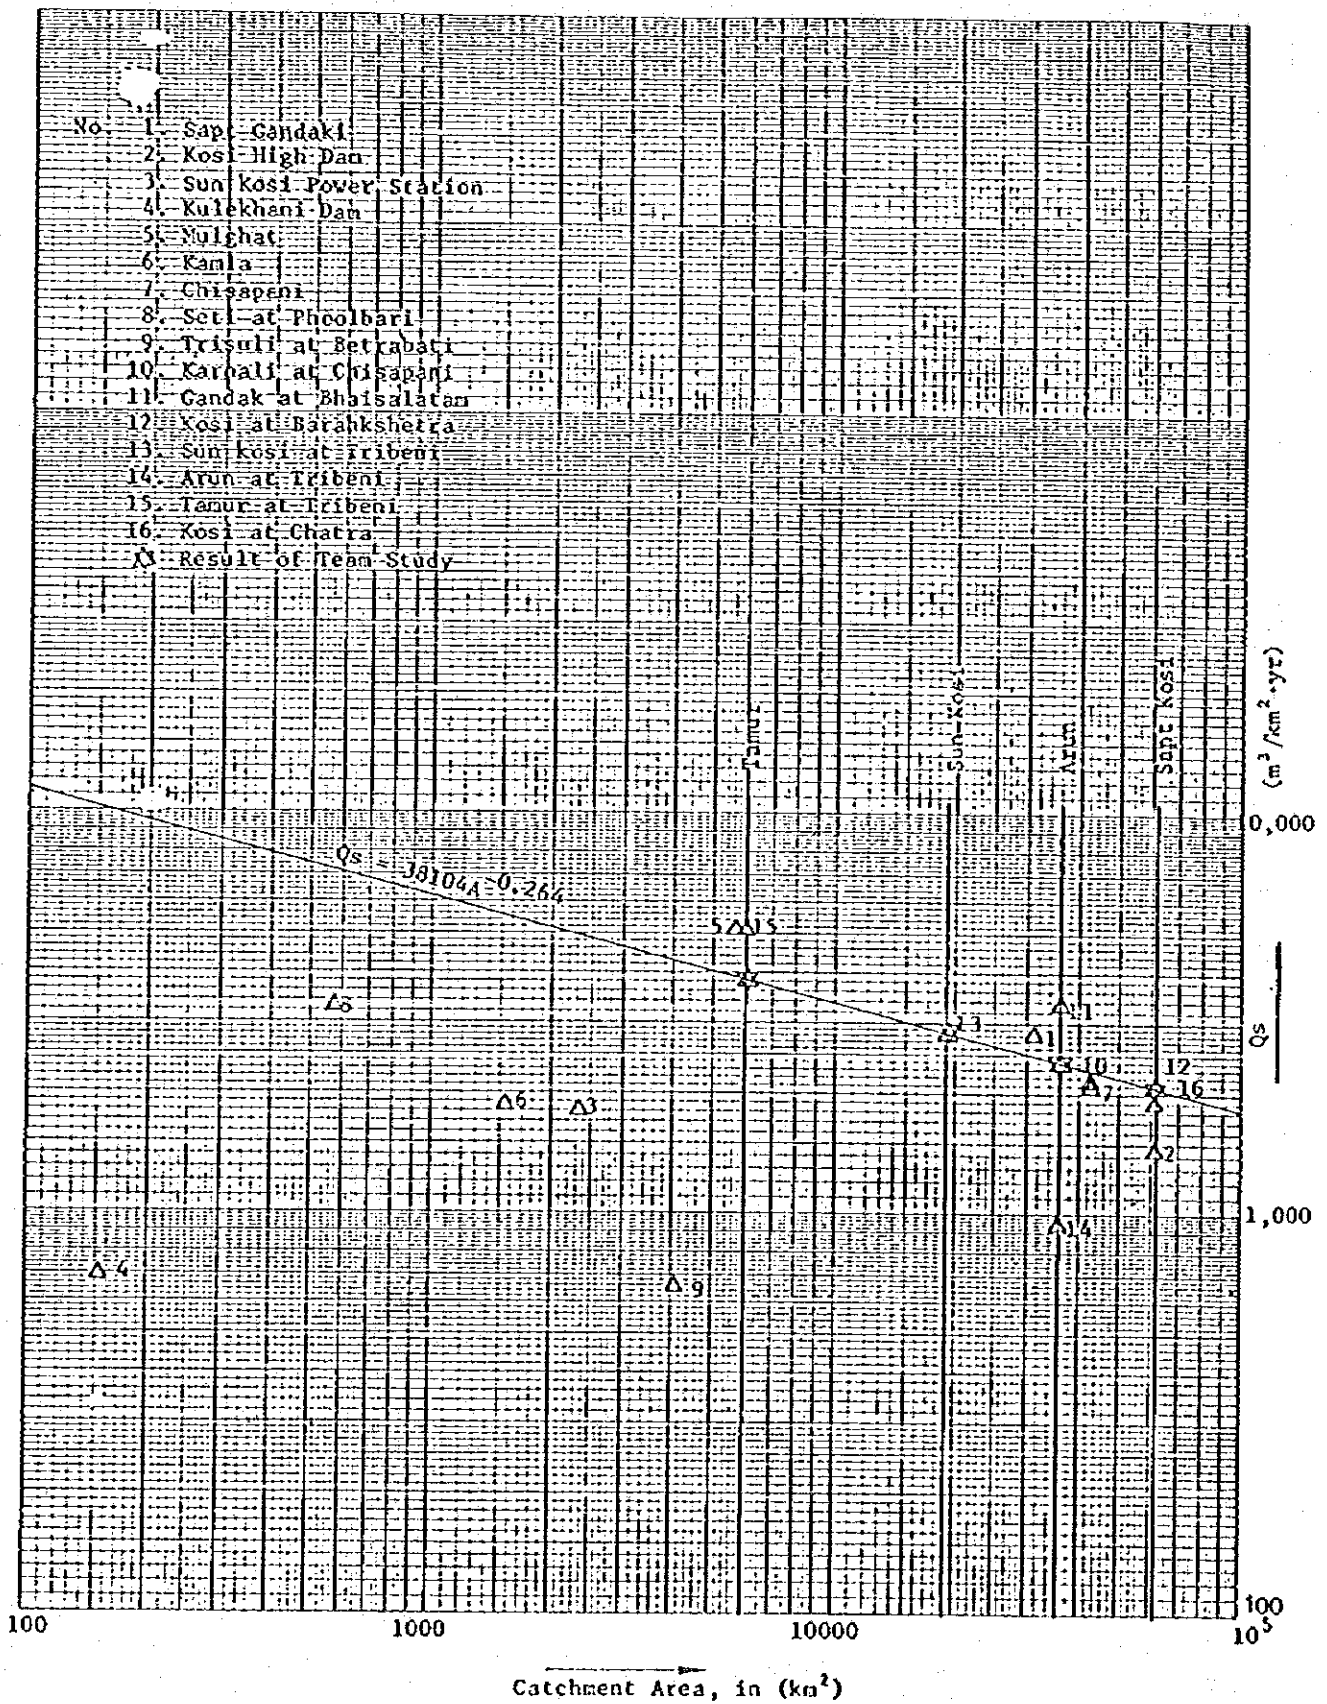 No. 1. Sapt Gandaki
2. Kosi High Dam
3. Sun kosi Power Station
4. Kulekhani Dam
5. Mulghat
6. Kamla
7. Chisapani
8. Seti at Phoolbari
9. Trisuli at Betrabati
10. Karnali at Chisapani
11. Gandak at Bhaisalatan
12. Kosi at Barahkshetra
13. Sun kosi at Tribeni
14. Arun at Tribeni
15. Tamur at Tribeni
16. Kosi at Chatra
Result of Team Study
Tamur
Sun-Kosi
Arun
Sapt Kosi
(m³/km²·yr)
0,000
Qs = 38104A-0.264
5 15
8
11
13
1
10
12
7
16
6
3
2
1,000
14
4
9
Qs
100
100
1000
10000
10⁵
Catchment Area, in (km²)